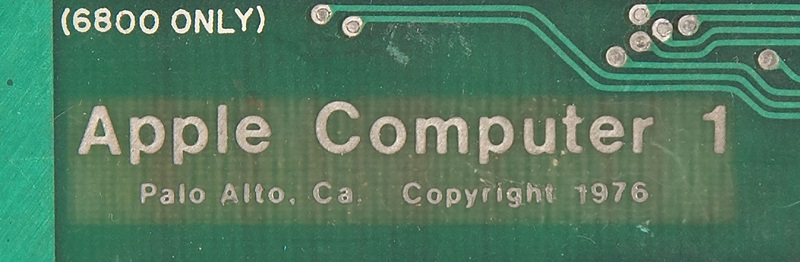 (6800 ONLY)
Apple Computer 1
Palo Alto, Ca. Copyright 1976